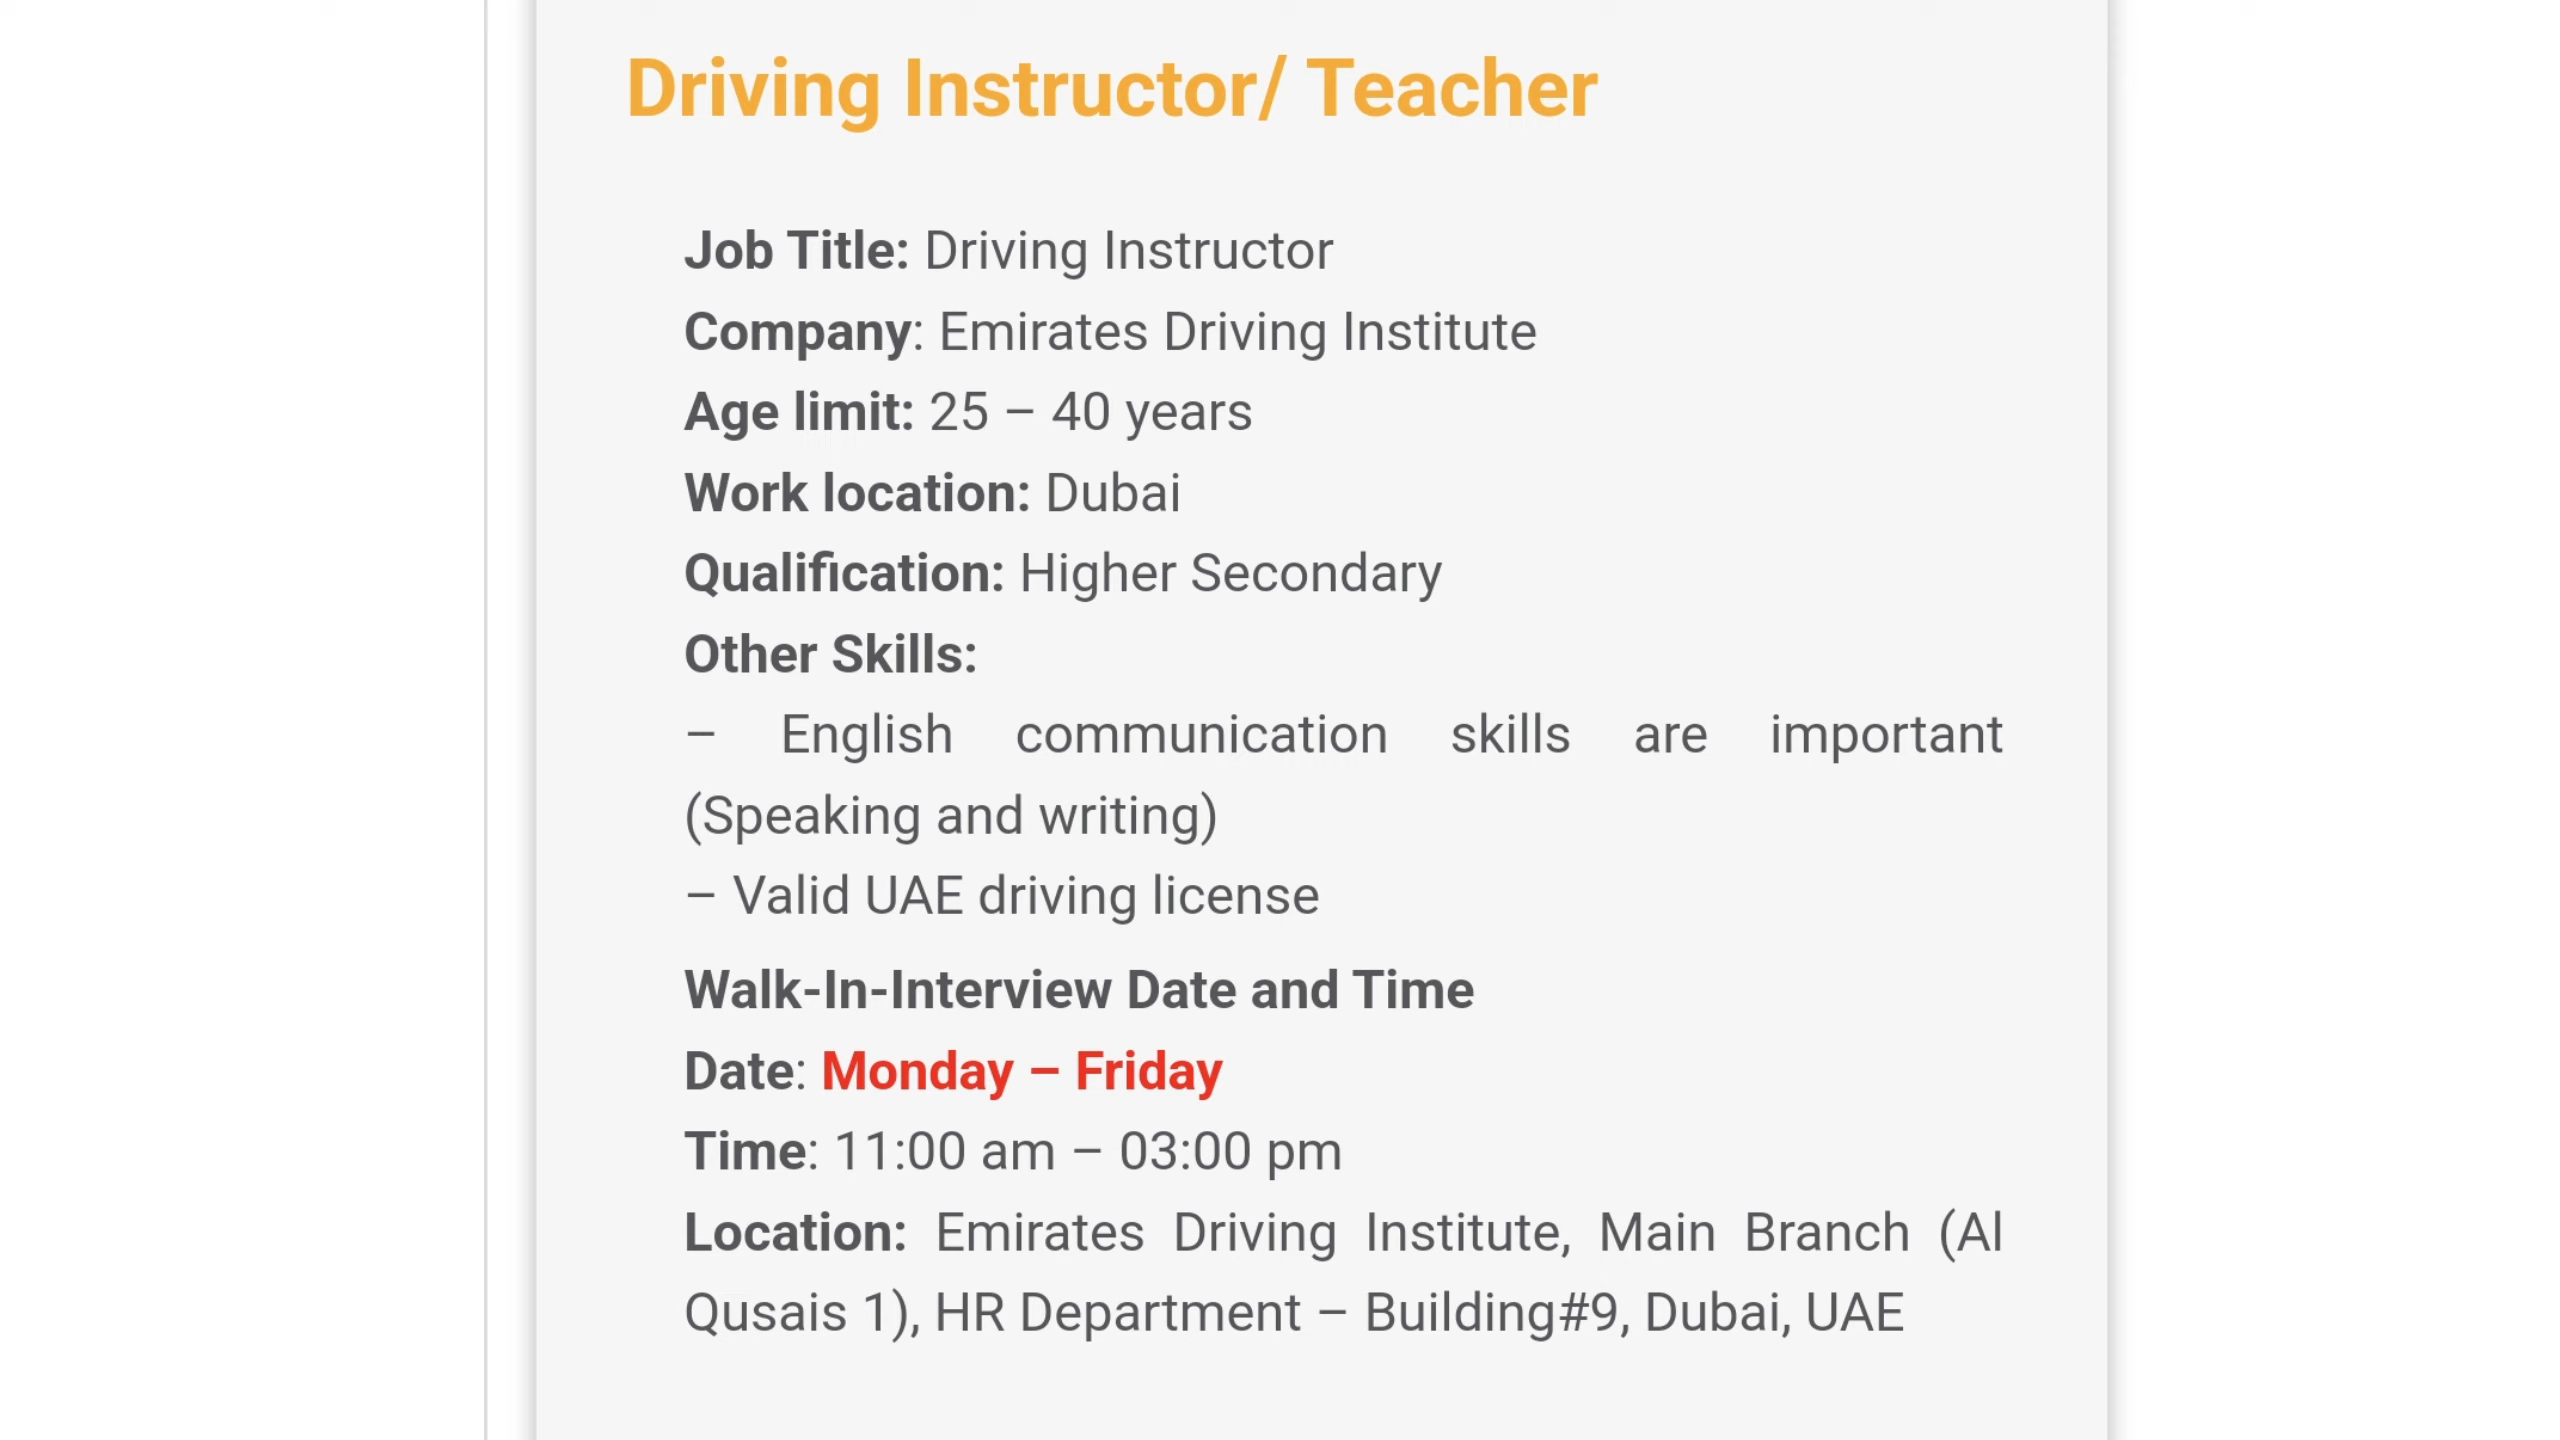 Driving Instructor/ Teacher
Job Title: Driving Instructor
Company: Emirates Driving Institute
Age limit: 25 – 40 years
Work location: Dubai
Qualification: Higher Secondary
Other Skills:
– English communication skills are important
(Speaking and writing)
– Valid UAE driving license
Walk-In-Interview Date and Time
Date: Monday – Friday
Time: 11:00 am – 03:00 pm
Location: Emirates Driving Institute, Main Branch (Al
Qusais 1), HR Department – Building#9, Dubai, UAE